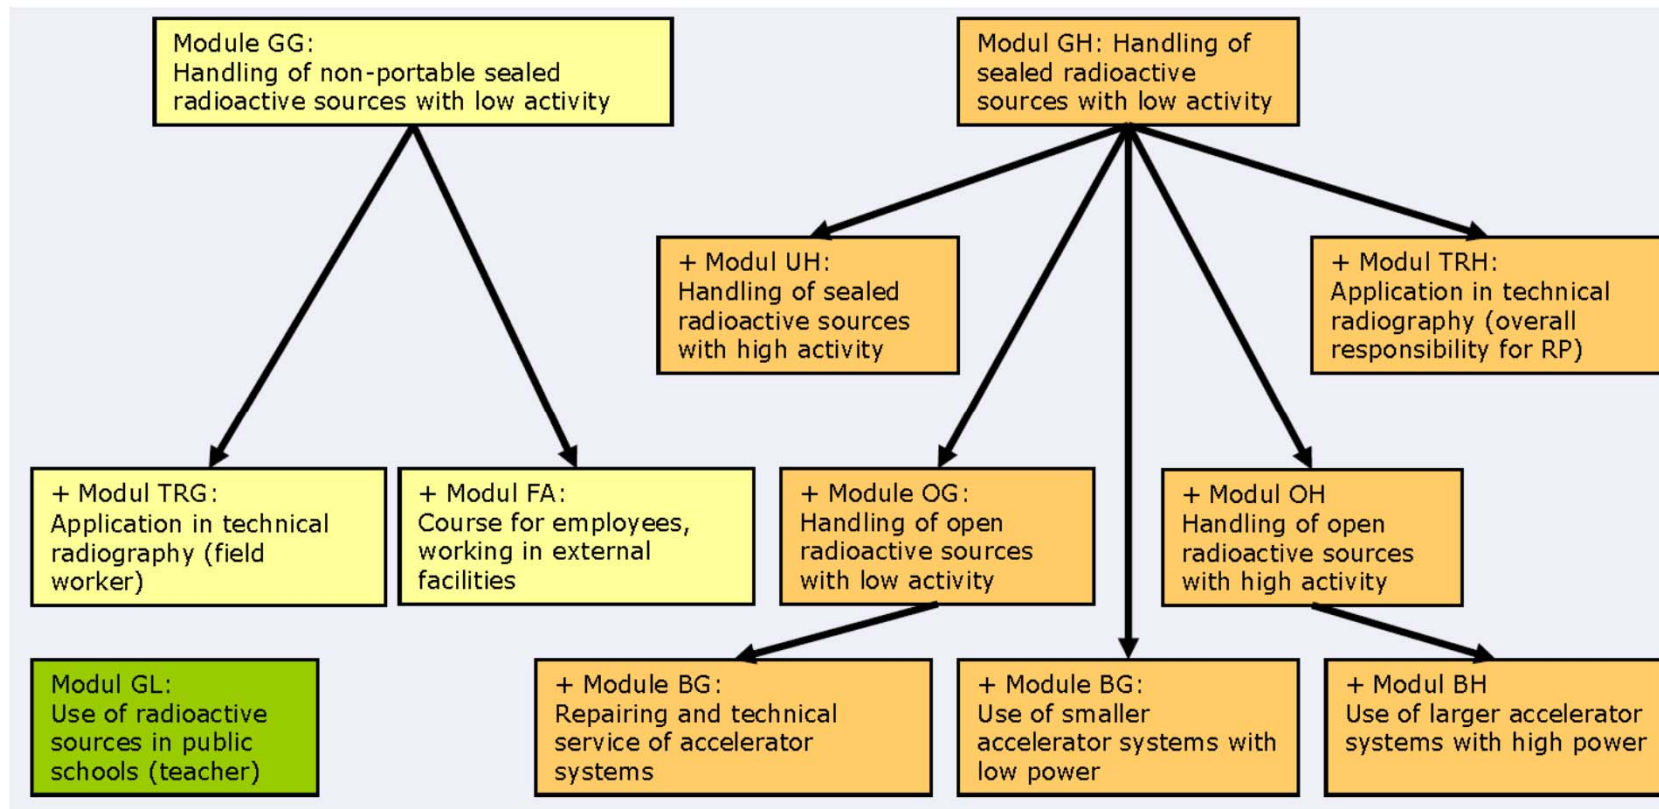 Module GG:
Handling of non-portable sealed
radioactive sources with low activity
Modul GH: Handling of
sealed radioactive
sources with low activity
+ Modul UH:
Handling of sealed
radioactive sources
with high activity
+ Modul TRH:
Application in technical
radiography (overall
responsibility for RP)
+ Modul TRG:
Application in technical
radiography (field
worker)
+ Modul FA:
Course for employees,
working in external
facilities
+ Module OG:
Handling of open
radioactive sources
with low activity
+ Modul OH
Handling of open
radioactive sources
with high activity
Modul GL:
Use of radioactive
sources in public
schools (teacher)
+ Module BG:
Repairing and technical
service of accelerator
systems
+ Module BG:
Use of smaller
accelerator systems with
low power
+ Modul BH
Use of larger accelerator
systems with high power